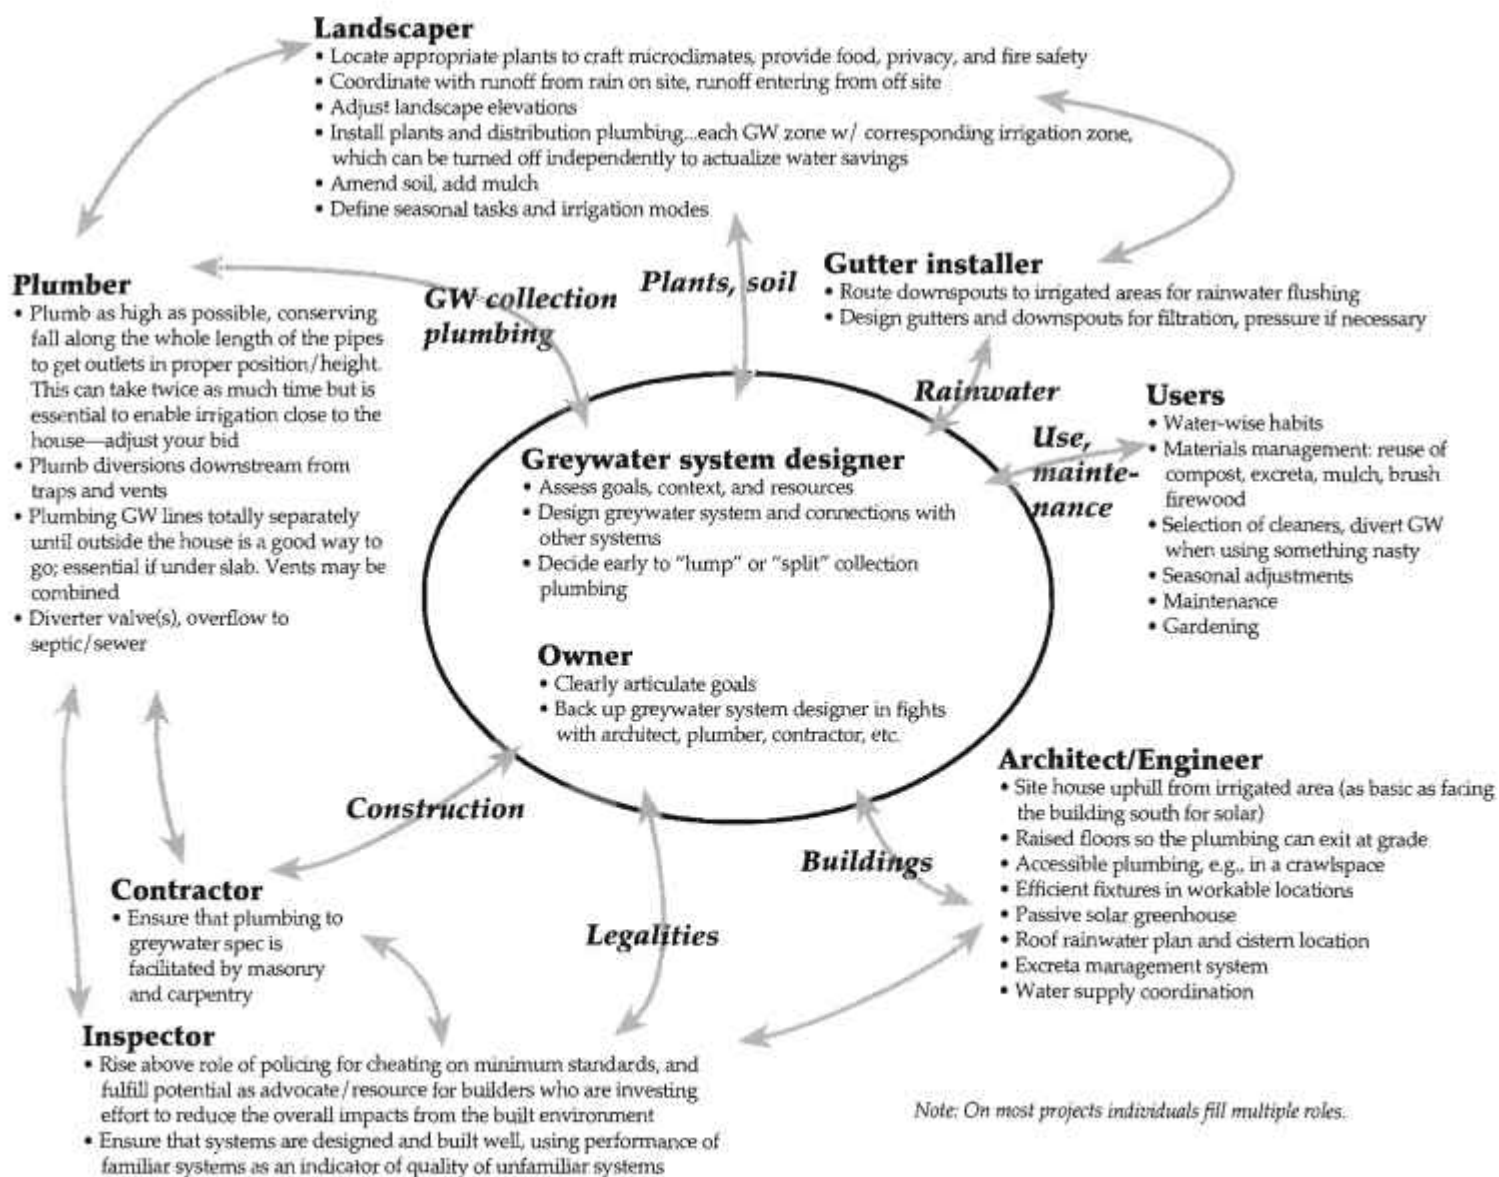 Landscaper
• Locate appropriate plants to craft microclimates, provide food, privacy, and fire safety
• Coordinate with runoff from rain on site, runoff entering from off site
• Adjust landscape elevations
• Install plants and distribution plumbing...each GW zone w/ corresponding irrigation zone,
which can be turned off independently to actualize water savings
• Amend soil, add mulch
• Define seasonal tasks and irrigation modes
Plumber
• Plumb as high as possible, conserving
fall along the whole length of the pipes
to get outlets in proper position/height.
This can take twice as much time but is
essential to enable irrigation close to the
house—adjust your bid
• Plumb diversions downstream from
traps and vents
• Plumbing GW lines totally separately
until outside the house is a good way to
go; essential if under slab. Vents may be
combined
• Diverter valve(s), overflow to
septic/sewer
GW collection
plumbing
Plants, soil
Gutter installer
• Route downspouts to irrigated areas for rainwater flushing
• Design gutters and downspouts for filtration, pressure if necessary
Rainwater
Use,
mainte-
nance
Users
• Water-wise habits
• Materials management: reuse of
compost, excreta, mulch, brush
firewood
• Selection of cleaners, divert GW
when using something nasty
• Seasonal adjustments
• Maintenance
• Gardening
Greywater system designer
• Assess goals, context, and resources
• Design greywater system and connections with
other systems
• Decide early to "lump" or "split" collection
plumbing
Owner
• Clearly articulate goals
• Back up greywater system designer in fights
with architect, plumber, contractor, etc.
Architect/Engineer
• Site house uphill from irrigated area (as basic as facing
the building south for solar)
• Raised floors so the plumbing can exit at grade
• Accessible plumbing, e.g., in a crawlspace
• Efficient fixtures in workable locations
• Passive solar greenhouse
• Roof rainwater plan and cistern location
• Excreta management system
• Water supply coordination
Construction
Buildings
Legalities
Contractor
• Ensure that plumbing to
greywater spec is
facilitated by masonry
and carpentry
Inspector
• Rise above role of policing for cheating on minimum standards, and
fulfill potential as advocate/resource for builders who are investing
effort to reduce the overall impacts from the built environment
• Ensure that systems are designed and built well, using performance of
familiar systems as an indicator of quality of unfamiliar systems
Note: On most projects individuals fill multiple roles.